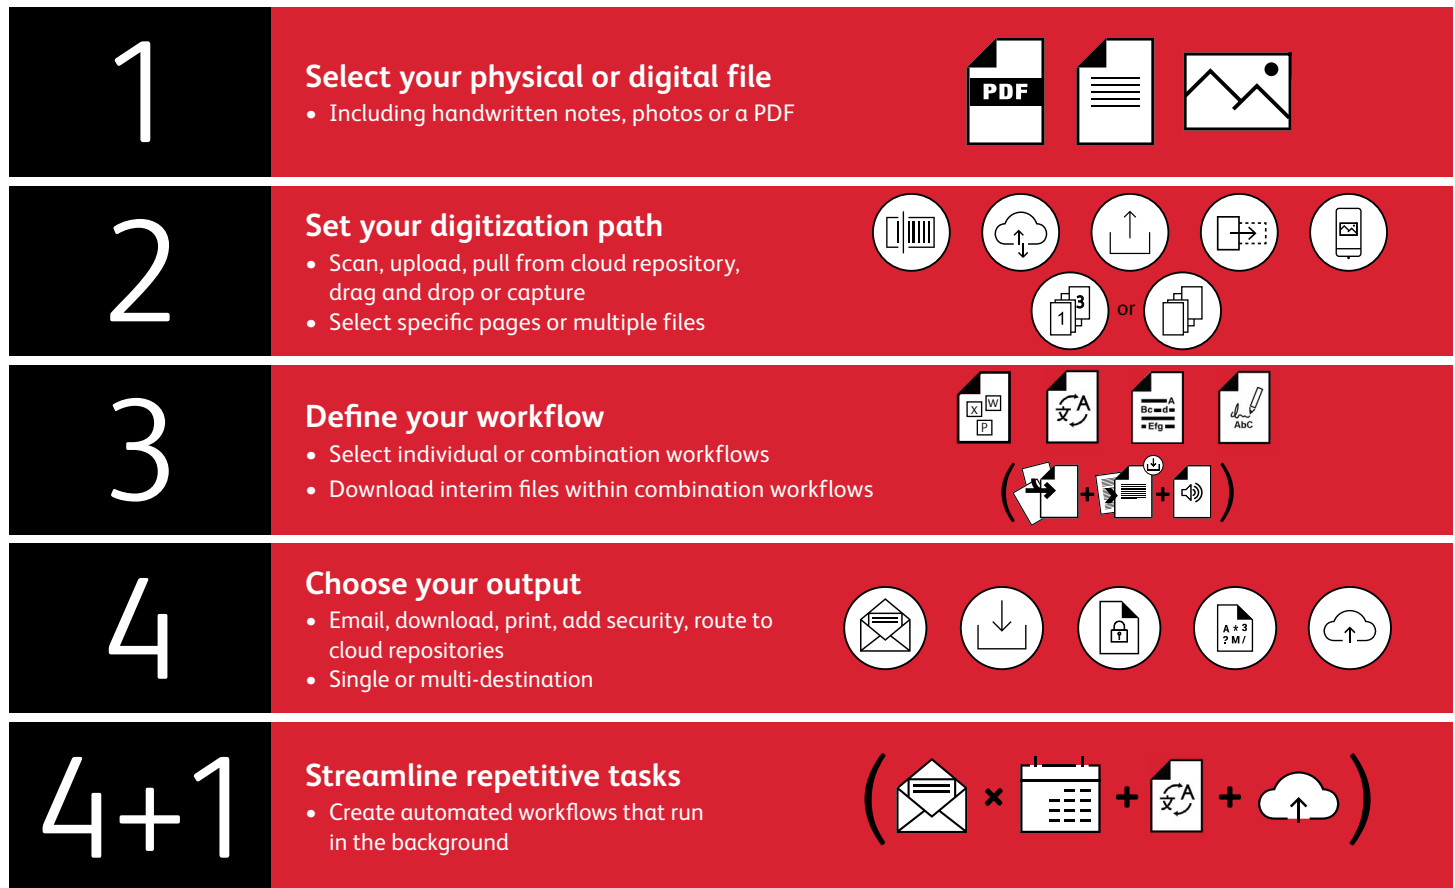 1
Select your physical or digital file
• Including handwritten notes, photos or a PDF
PDF
2
Set your digitization path
• Scan, upload, pull from cloud repository,
drag and drop or capture
• Select specific pages or multiple files
1 3 or
3
Define your workflow
• Select individual or combination workflows
• Download interim files within combination workflows
X W P
文 A
A
Bc d
Efg
AbC
( + + )
4
Choose your output
• Email, download, print, add security, route to
cloud repositories
• Single or multi-destination
A * 3
? M /
4+1
Streamline repetitive tasks
• Create automated workflows that run
in the background
( × + 文 A + )